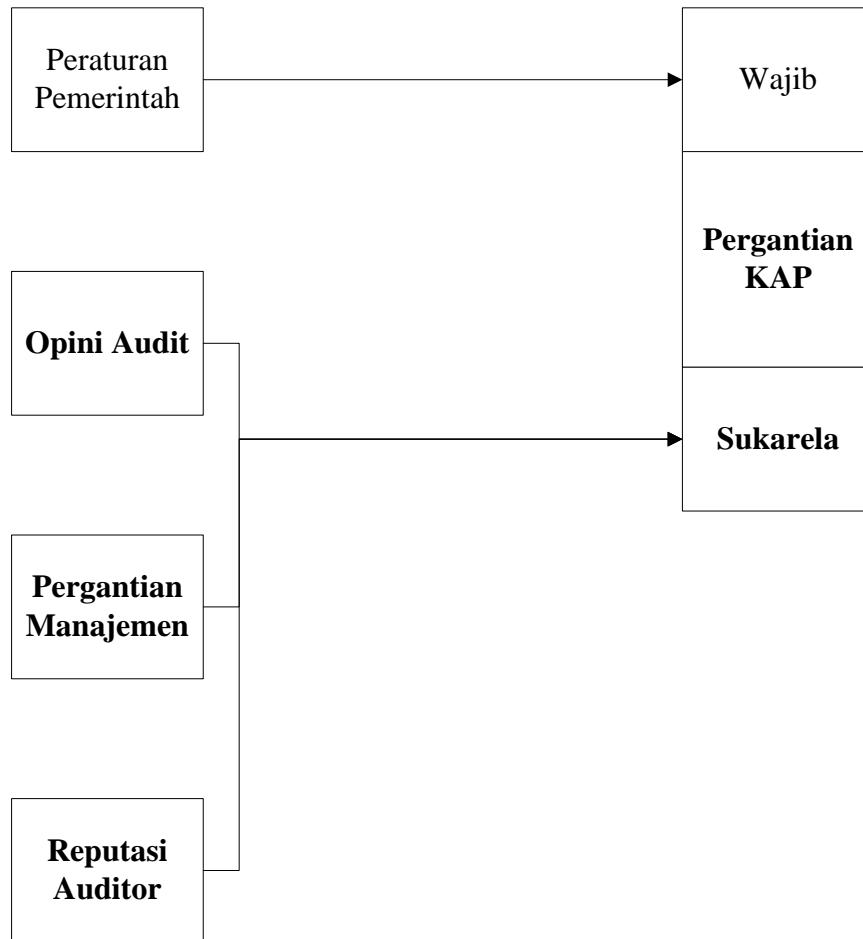 Peraturan
Pemerintah
Wajib
Pergantian
KAP
Opini Audit
Sukarela
Pergantian
Manajemen
Reputasi
Auditor